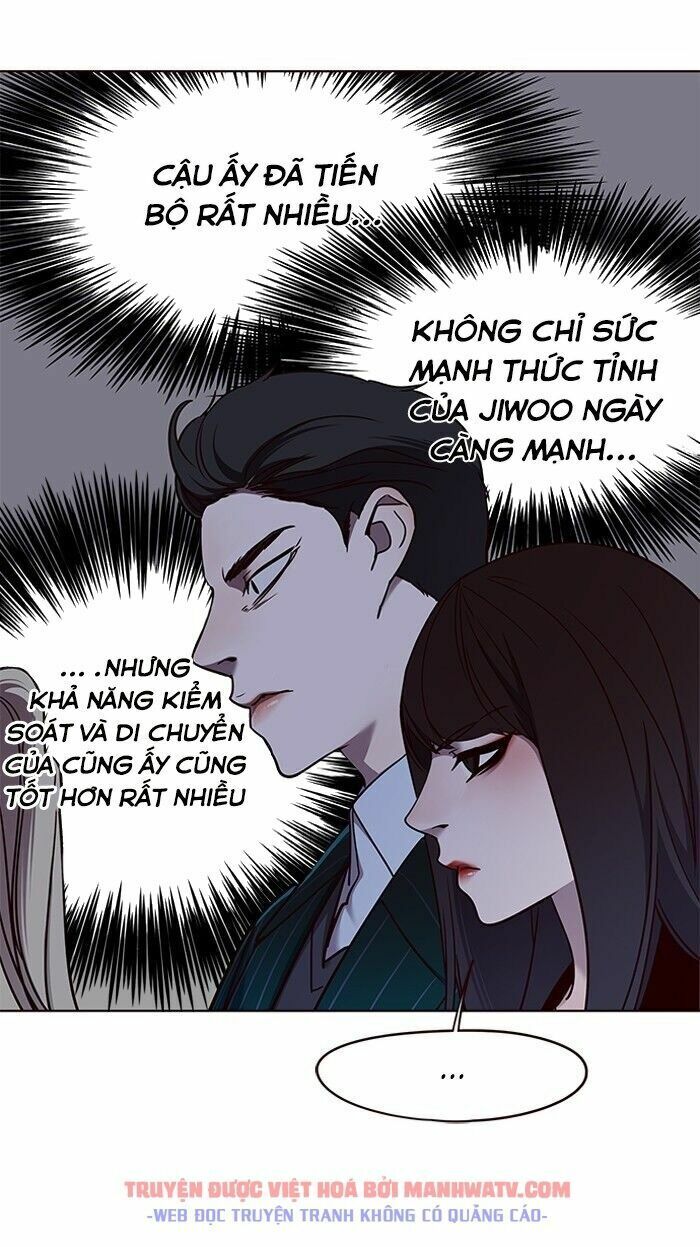 CẬU ẤY ĐÃ TIẾN
BỘ RẤT NHIỀU...
KHÔNG CHỈ SỨC
MẠNH THỨC TỈNH
CỦA JIWOO NGÀY
CÀNG MẠNH...
... .NHƯNG
KHẢ NĂNG KIỂM
SOÁT VÀ DI CHUYỂN
CỦA CŨNG ẤY CŨNG
TỐT HƠN RẤT NHIỀU
...
TRUYỆN ĐƯỢC VIỆT HOÁ BỞI MANHWATV.COM
-WEB ĐỌC TRUYỆN TRANH KHÔNG CÓ QUẢNG CÁO-